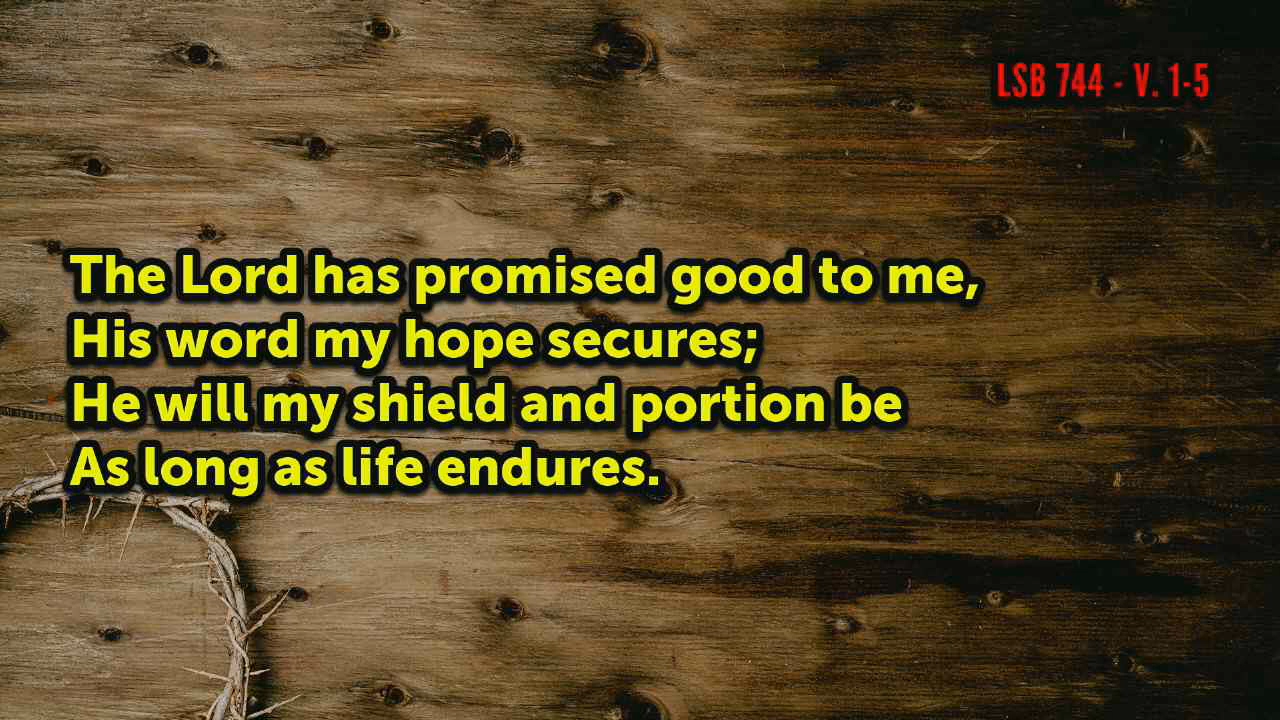 LSB 744 - V. 1-5
The Lord has promised good to me,
His word my hope secures;
He will my shield and portion be
As long as life endures.